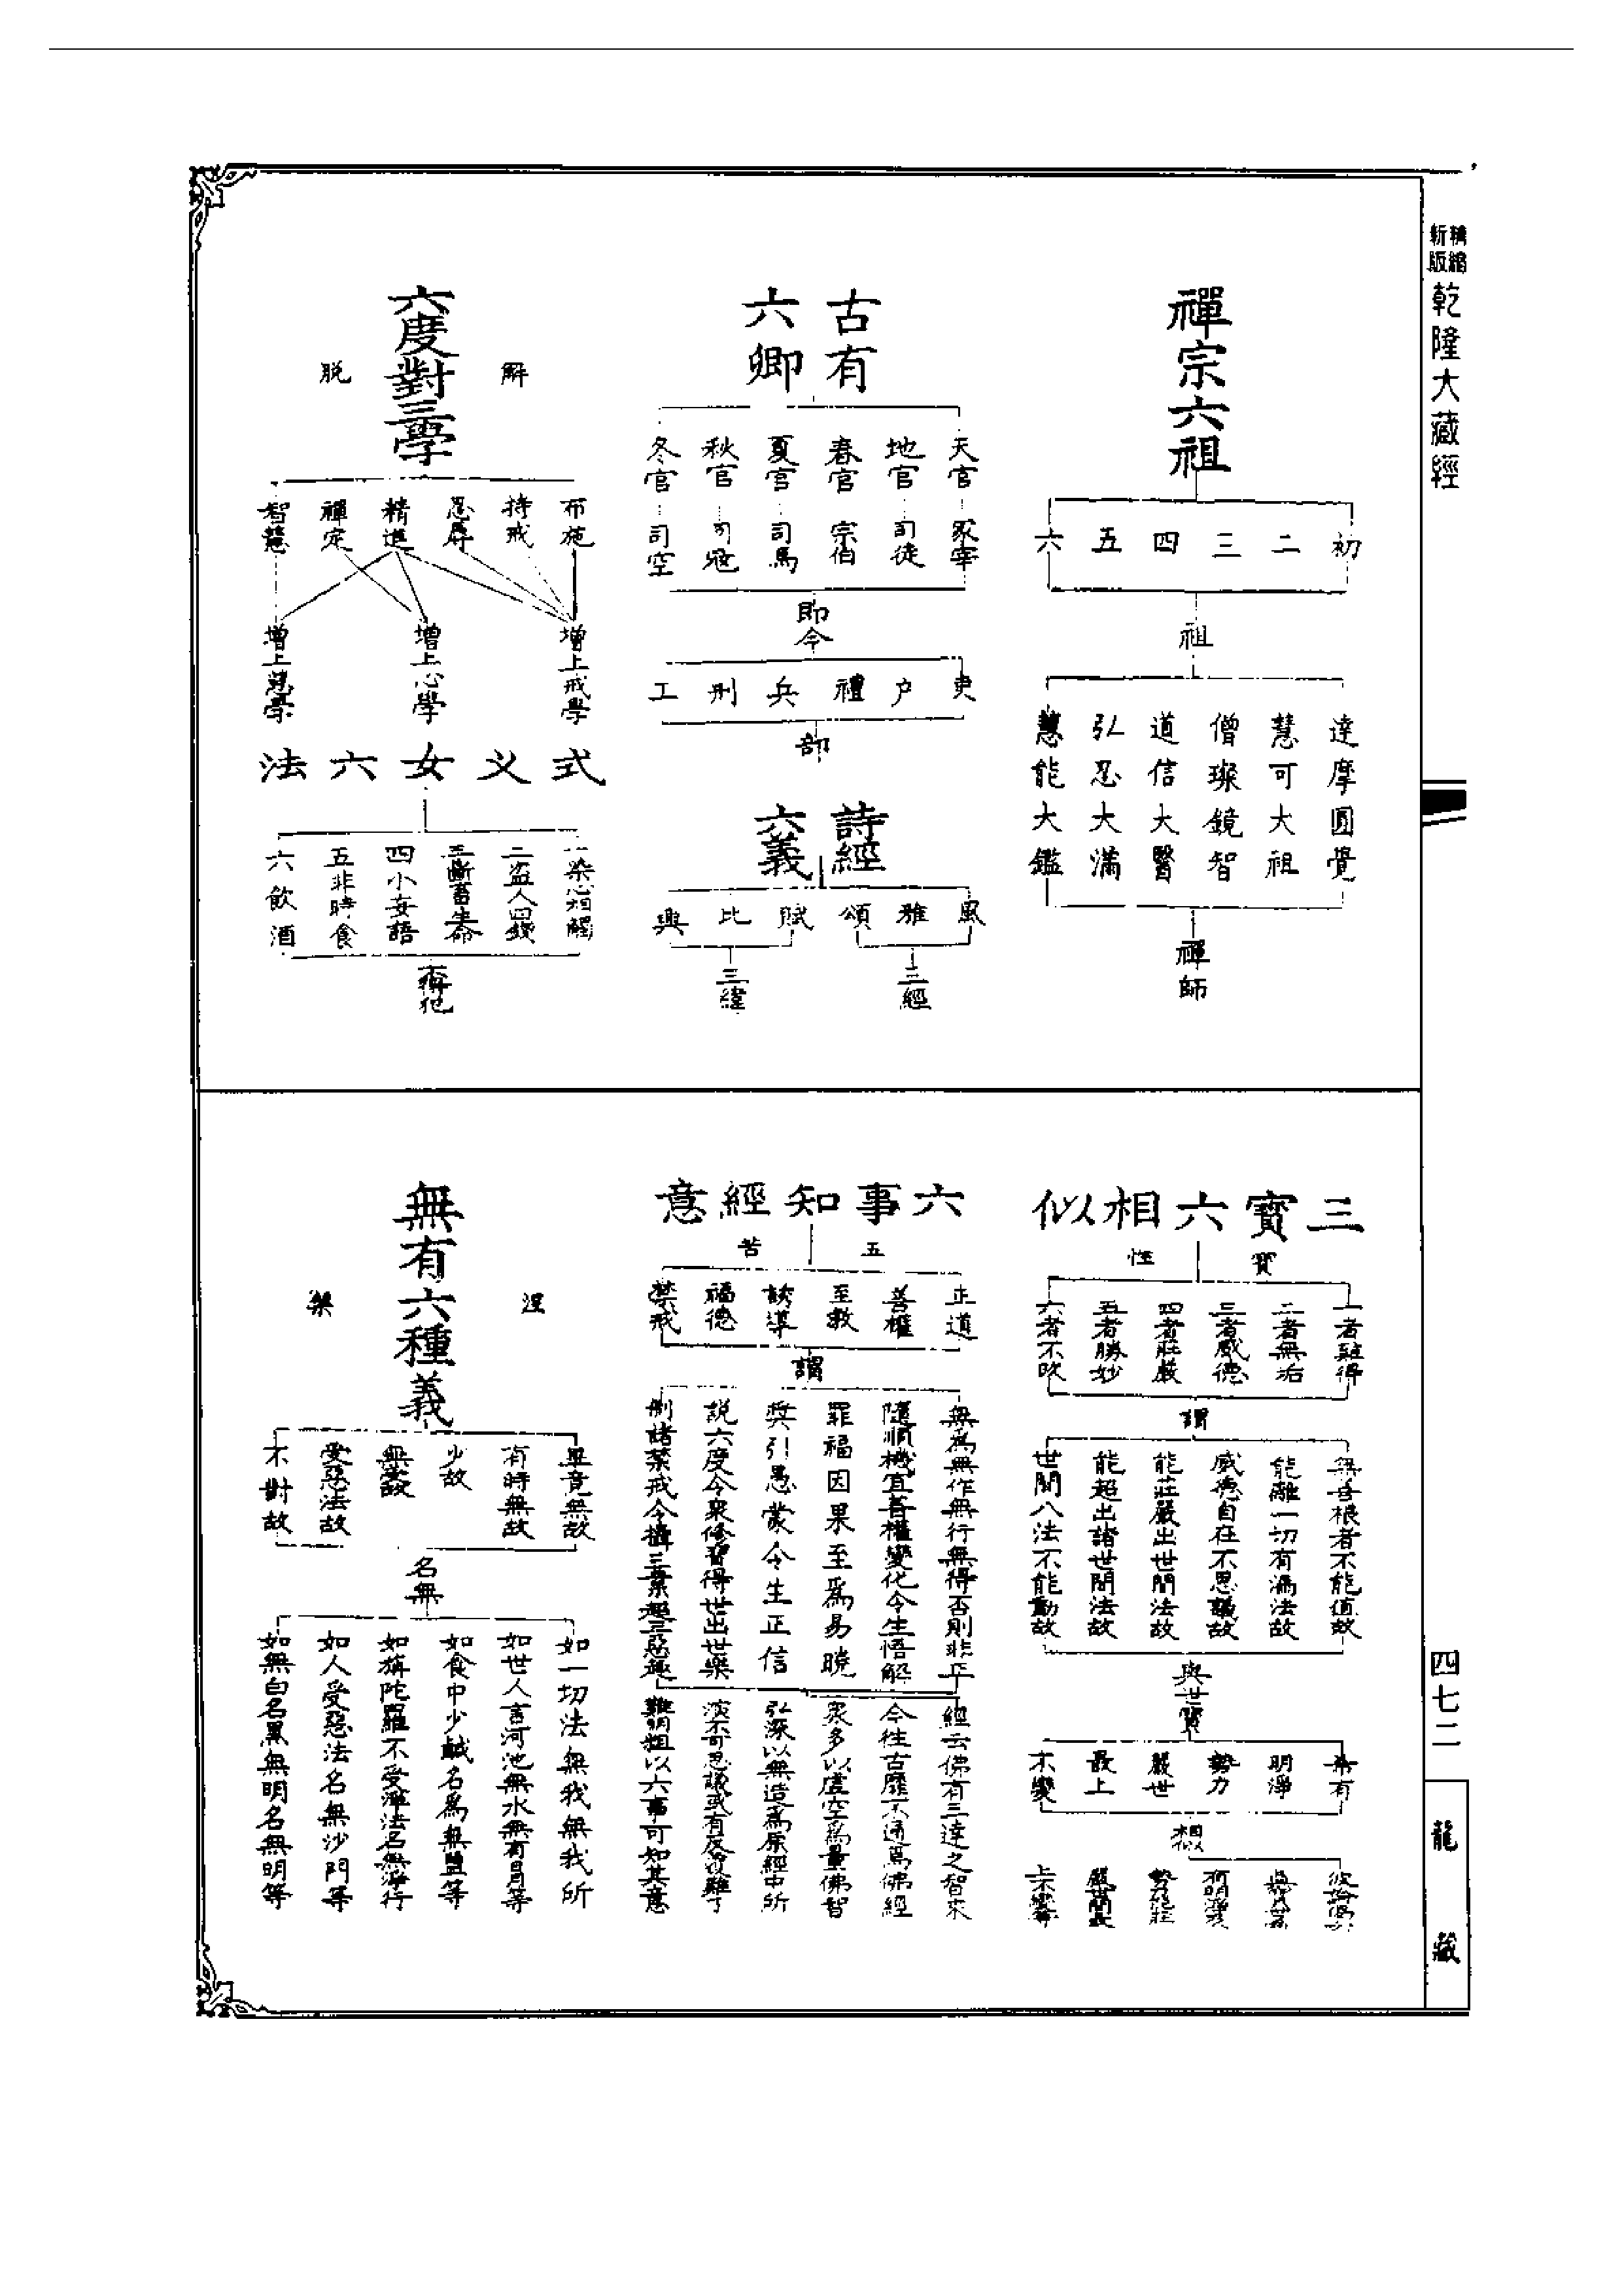 新版
精縮
乾隆大藏經
四七二
龍藏
禪宗六祖
初
二
三
四
五
六
祖
達摩圓覺
慧可大祖
僧璨鏡智
道信大醫
弘忍大滿
慧能大鑑
禪師
古有
六卿
天官
冢宰
地官
司徒
春官
宗伯
夏官
司馬
秋官
司寇
冬官
司空
即今
吏
户
禮
兵
刑
工
部
詩經
六義
風
雅
頌
賦
比
興
三經
三緯
六度對三學
解脱
布施
持戒
忍辱
精進
禪定
智慧
增上戒學
增上心學
增上慧學
式叉女六法
一染心相觸
二盜人四錢
三斷畜生命
四小妄語
五非時食
六飲酒
三寶六相似
寶性
一者難得
二者無垢
三者威德
四者莊嚴
五者勝妙
六者不改
謂
無善根者不能值故
能離一切有漏法故
威德自在不思議故
能莊嚴出世間法故
能超出諸世間法故
世間八法不能動故
與世寶
希有
明淨
勢力
嚴世
最上
不變
相似
六事知經意
五
苦
正道
善權
至教
誘導
福德
禁戒
謂
無為無作無行無得否則非正
隨順機宜善權變化令生悟解
罪福因果至爲易曉
獎引愚蒙令生正信
説六度令衆修習得世出世樂
制諸禁戒令攝三業超三惡趣
經云佛有三達之智來
今往古靡不通焉佛經
衆多以虛空爲量佛智
弘深以無造爲原經中所
演不可思議或有反覆難了
難明粗以六事可知其意
無有六種義
涅槃
畢竟無故
有時無故
少故
無受故
受惡法故
不對故
名無
如一切法無我無我所
如世人言河池無水無有日月等
如食中少鹹名爲無鹽等
如旃陀羅不受淨法名無淨行
如人受惡法名無沙門等
如無白名黑無明名無明等